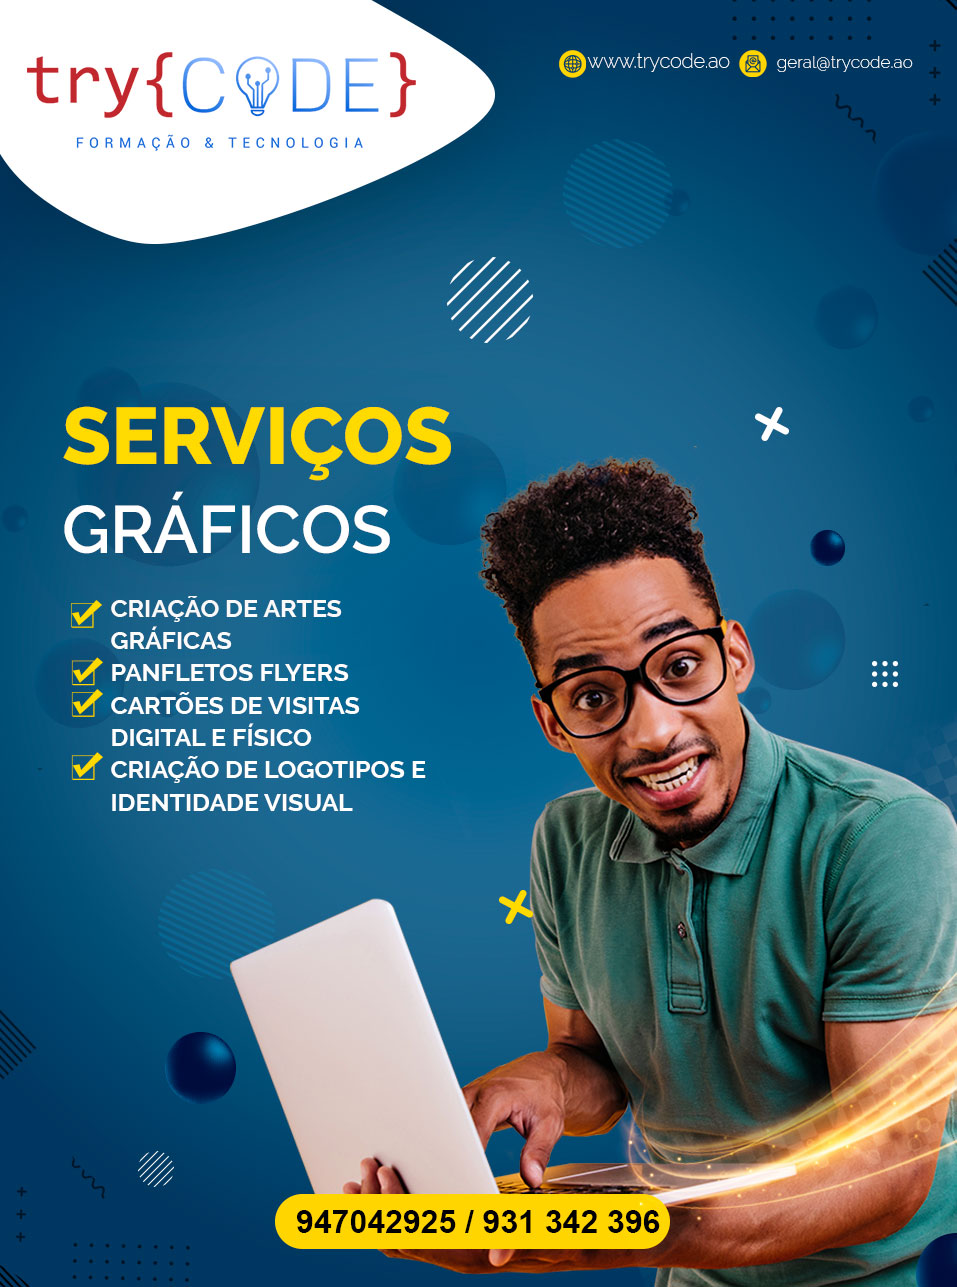 try{CODE}
FORMAÇÃO & TECNOLOGIA
www.trycode.ao
geral@trycode.ao
SERVIÇOS
GRÁFICOS
CRIAÇÃO DE ARTES
GRÁFICAS
PANFLETOS FLYERS
CARTÕES DE VISITAS
DIGITAL E FÍSICO
CRIAÇÃO DE LOGOTIPOS E
IDENTIDADE VISUAL
947042925 / 931 342 396